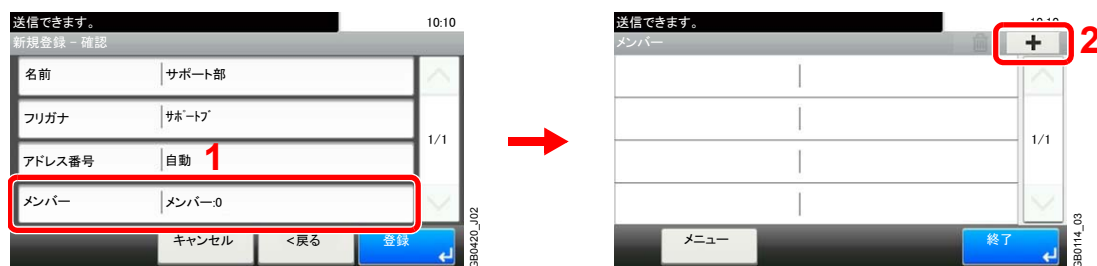 送信できます。
10:10
新規登録 - 確認
名前
サポート部
フリガナ
ｻﾎﾟｰﾄﾌﾞ
アドレス番号
自動
1
メンバー
メンバー:0
1/1
キャンセル
<戻る
登録
GB0420_J02
送信できます。
10:10
メンバー
+
2
1/1
メニュー
終了
GB0114_03